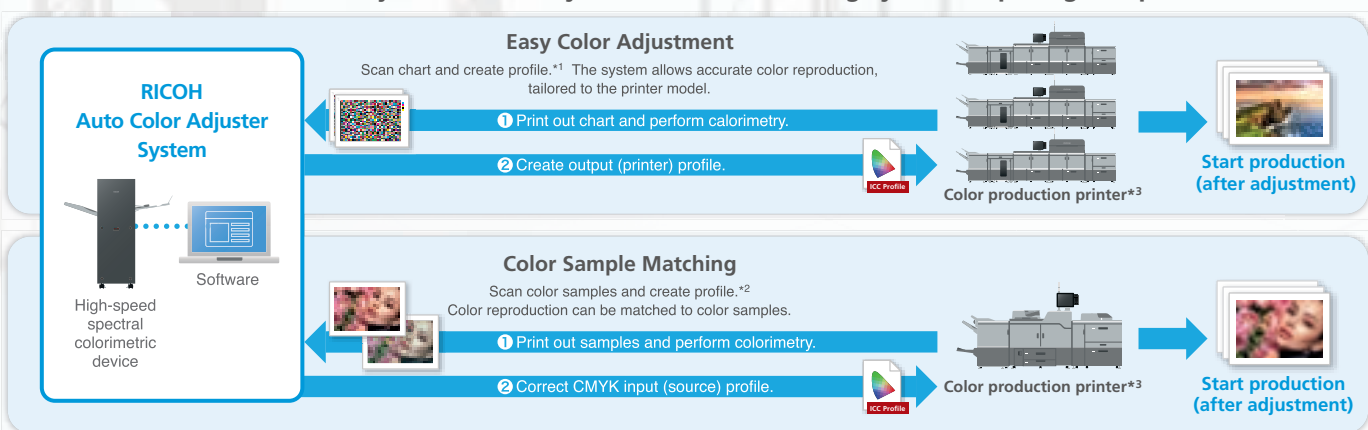 Easy Color Adjustment
Scan chart and create profile.*1 The system allows accurate color reproduction,
tailored to the printer model.
❶ Print out chart and perform calorimetry.
❷ Create output (printer) profile.
ICC Profile
Color production printer*3
Start production
(after adjustment)
RICOH
Auto Color Adjuster
System
Software
High-speed
spectral
colorimetric
device
Color Sample Matching
Scan color samples and create profile.*2
Color reproduction can be matched to color samples.
❶ Print out samples and perform colorimetry.
❷ Correct CMYK input (source) profile.
ICC Profile
Color production printer*3
Start production
(after adjustment)